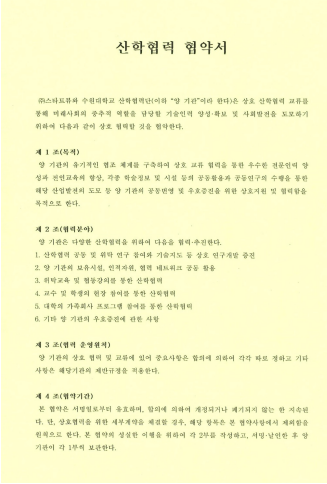 산학협력 협약서
㈜스타트뷰와 수원대학교 산학협력단(이하 "양 기관"이라 한다)은 상호 산학협력 교류를
통해 미래사회의 중추적 역할을 담당할 기술인력 양성·확보 및 사회발전을 도모하기
위하여 다음과 같이 상호 협력할 것을 협약한다.
제 1 조(목적)
양 기관의 유기적인 협조 체제를 구축하여 상호 교류 협력을 통한 우수한 전문인력 양
성과 전인교육의 향상, 각종 학술정보 및 시설 등의 공동활용과 공동연구의 수행을 통한
해당 산업발전의 도모 등 양 기관의 공동번영 및 우호증진을 위한 상호지원 및 협력함을
목적으로 한다.
제 2 조(협력분야)
양 기관은 다양한 산학협력을 위하여 다음을 협력·추진한다.
1. 산학협력 공동 및 위탁 연구 참여와 기술지도 등 상호 연구개발 증진
2. 양 기관의 보유시설, 인적자원, 협력 네트워크 공동 활용
3. 위탁교육 및 협동강의를 통한 산학협력
4. 교수 및 학생의 현장 참여를 통한 산학협력
5. 대학의 가족회사 프로그램 참여를 통한 산학협력
6. 기타 양 기관의 우호증진에 관한 사항
제 3 조(협력 운영원칙)
양 기관의 상호 협력 및 교류에 있어 중요사항은 합의에 의하여 각각 따로 정하고 기타
사항은 해당기관의 제반규정을 적용한다.
제 4 조(협약기간)
본 협약은 서명일로부터 유효하며, 합의에 의하여 개정되거나 폐기되지 않는 한 지속된
다. 단, 상호협력을 위한 세부계약을 체결할 경우, 해당 항목은 본 협약사항에서 제외함을
원칙으로 한다. 본 협약의 성실한 이행을 위하여 각 2부를 작성하고, 서명·날인한 후 양
기관이 각 1부씩 보관한다.